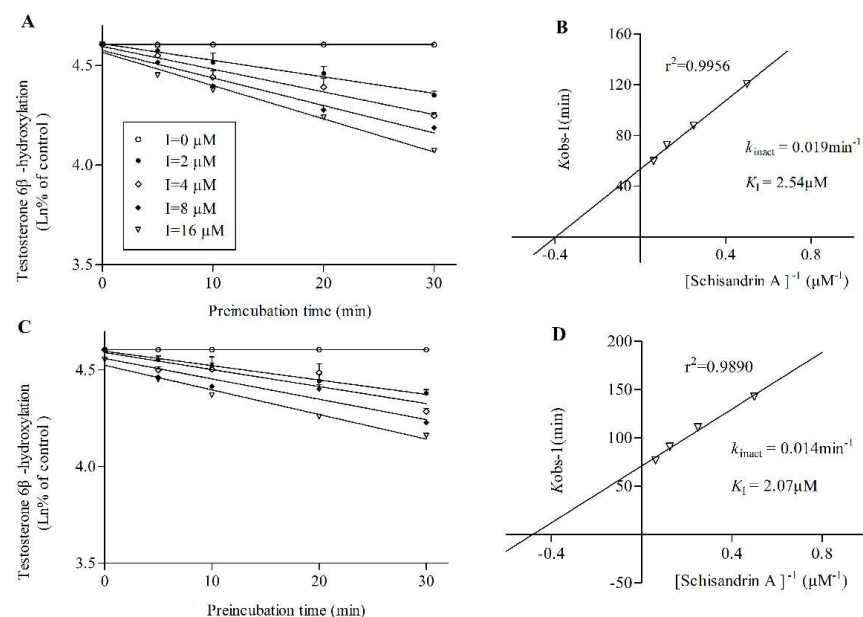 A
Testosterone 6β -hydroxylation
(Ln% of control)
4.5
4.0
3.5
I=0 μM
I=2 μM
I=4 μM
I=8 μM
I=16 μM
0
10
20
30
Preincubation time (min)
B
Kobs-1(min)
160
120
80
40
r²=0.9956
kinact = 0.019min⁻¹
KI = 2.54μM
-0.4
0.4
0.8
[Schisandrin A ]⁻¹ (μM⁻¹)
C
Testosterone 6β -hydroxylation
(Ln% of control)
4.5
4.0
3.5
0
10
20
30
Preincubation time (min)
D
Kobs-1(min)
200
150
100
50
-50
r²=0.9890
kinact = 0.014min⁻¹
KI = 2.07μM
-0.4
0.4
0.8
[Schisandrin A ]⁻¹ (μM⁻¹)